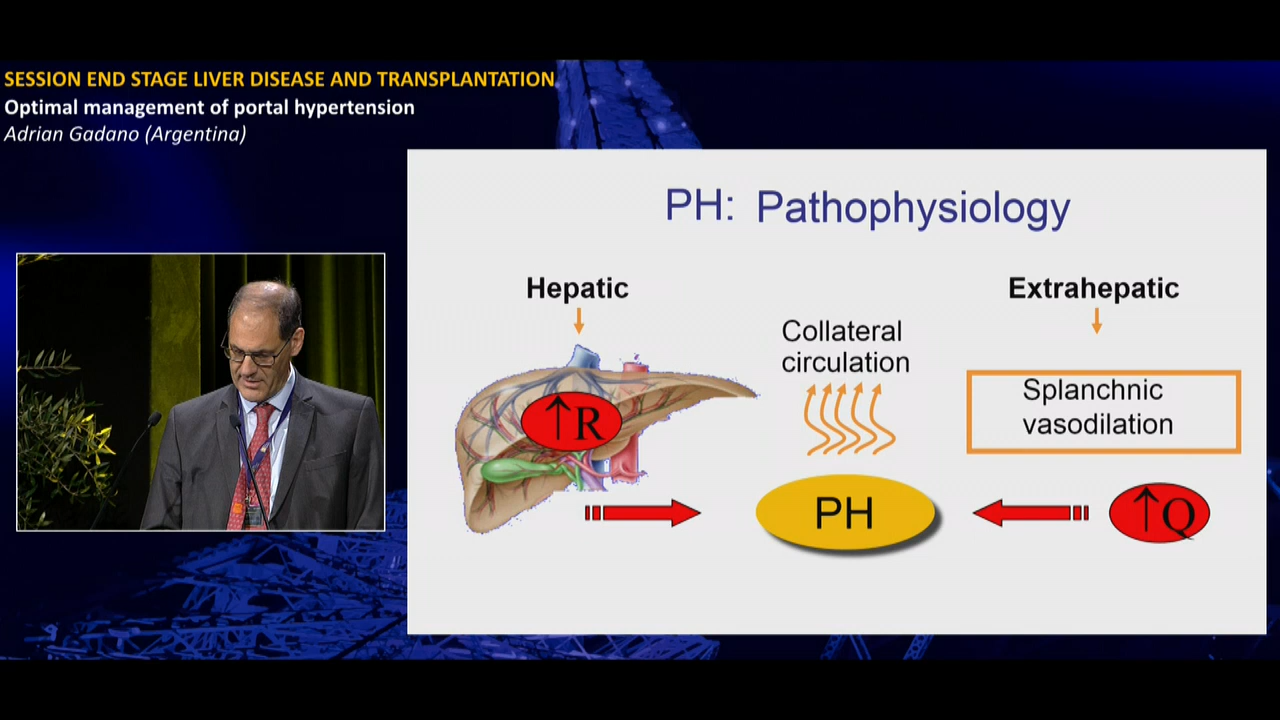 SESSION END STAGE LIVER DISEASE AND TRANSPLANTATION
Optimal management of portal hypertension
Adrian Gadano (Argentina)
PH: Pathophysiology
Hepatic
Extrahepatic
Collateral
circulation
Splanchnic
vasodilation
↑R
PH
↑Q